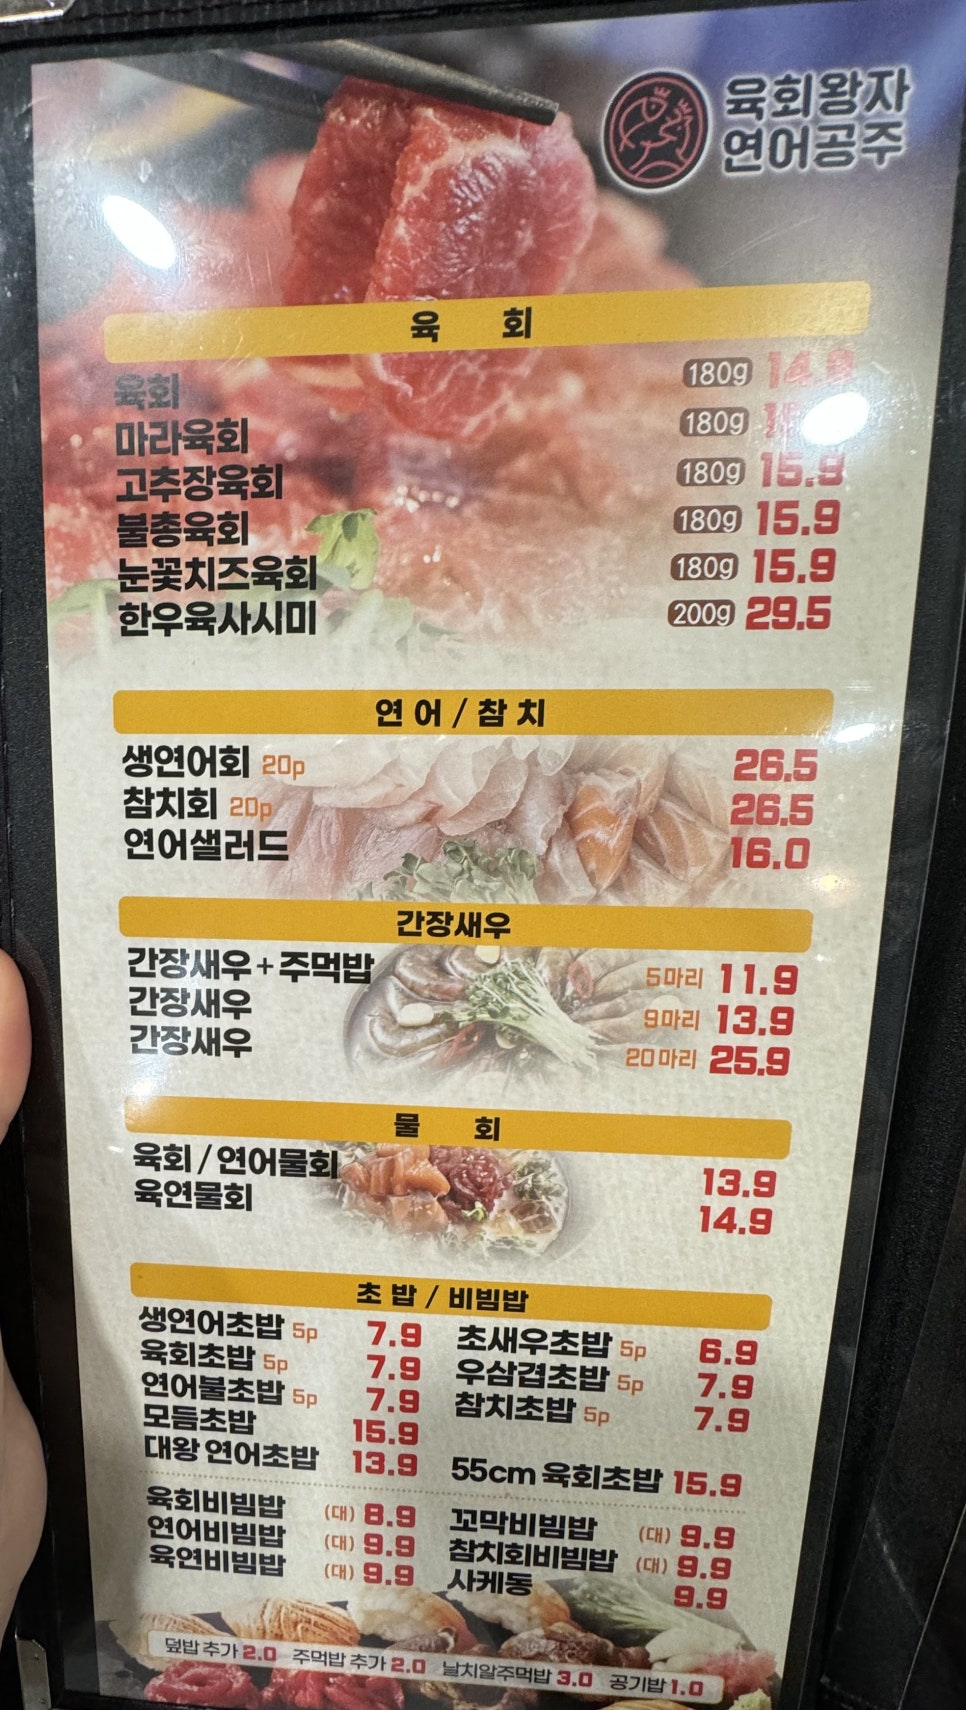 육회왕자
연어공주
육 회
육회 180g 14.9
마라육회 180g
고추장육회 180g 15.9
불총육회 180g 15.9
눈꽃치즈육회 180g 15.9
한우육사시미 200g 29.5
연어/참치
생연어회 20p 26.5
참치회 20p 26.5
연어샐러드 16.0
간장새우
간장새우+주먹밥 5마리 11.9
간장새우 9마리 13.9
간장새우 20마리 25.9
물 회
육회/연어물회 13.9
육연물회 14.9
초밥/비빔밥
생연어초밥 5p 7.9
육회초밥 5p 7.9
연어불초밥 5p 7.9
모듬초밥 15.9
대왕 연어초밥 13.9
초새우초밥 5p 6.9
우삼겹초밥 5p 7.9
참치초밥 5p 7.9
55cm 육회초밥 15.9
육회비빔밥 (대) 8.9
연어비빔밥 (대) 9.9
육연비빔밥 (대) 9.9
꼬막비빔밥 (대) 9.9
참치회비빔밥 (대) 9.9
사케동 9.9
덮밥 추가 2.0 주먹밥 추가 2.0 날치알주먹밥 3.0 공기밥 1.0